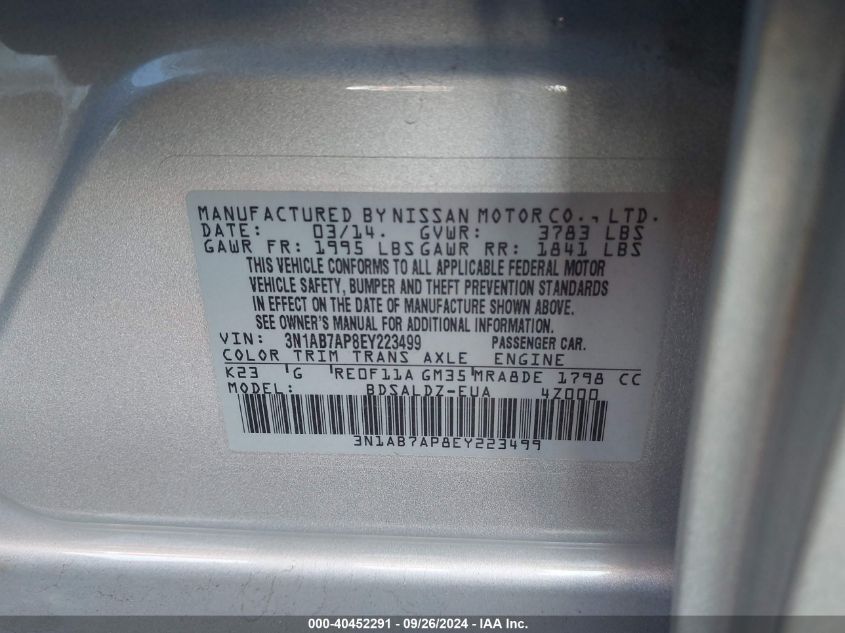 MANUFACTURED BY NISSAN MOTOR CO., LTD.
DATE: 03/14. GVWR: 3783 LBS
GAWR FR: 1995 LBS GAWR RR: 1841 LBS
THIS VEHICLE CONFORMS TO ALL APPLICABLE FEDERAL MOTOR
VEHICLE SAFETY, BUMPER AND THEFT PREVENTION STANDARDS
IN EFFECT ON THE DATE OF MANUFACTURE SHOWN ABOVE.
SEE OWNER'S MANUAL FOR ADDITIONAL INFORMATION.
VIN: 3N1AB7AP8EY223499 PASSENGER CAR.
COLOR TRIM TRANS AXLE ENGINE
K23 G RE0F11A GM35 MRA8DE 1798 CC
MODEL: BDSALDZ-EUA 4Z000
3N1AB7AP8EY223499
000-40452291 - 09/26/2024 - IAA Inc.